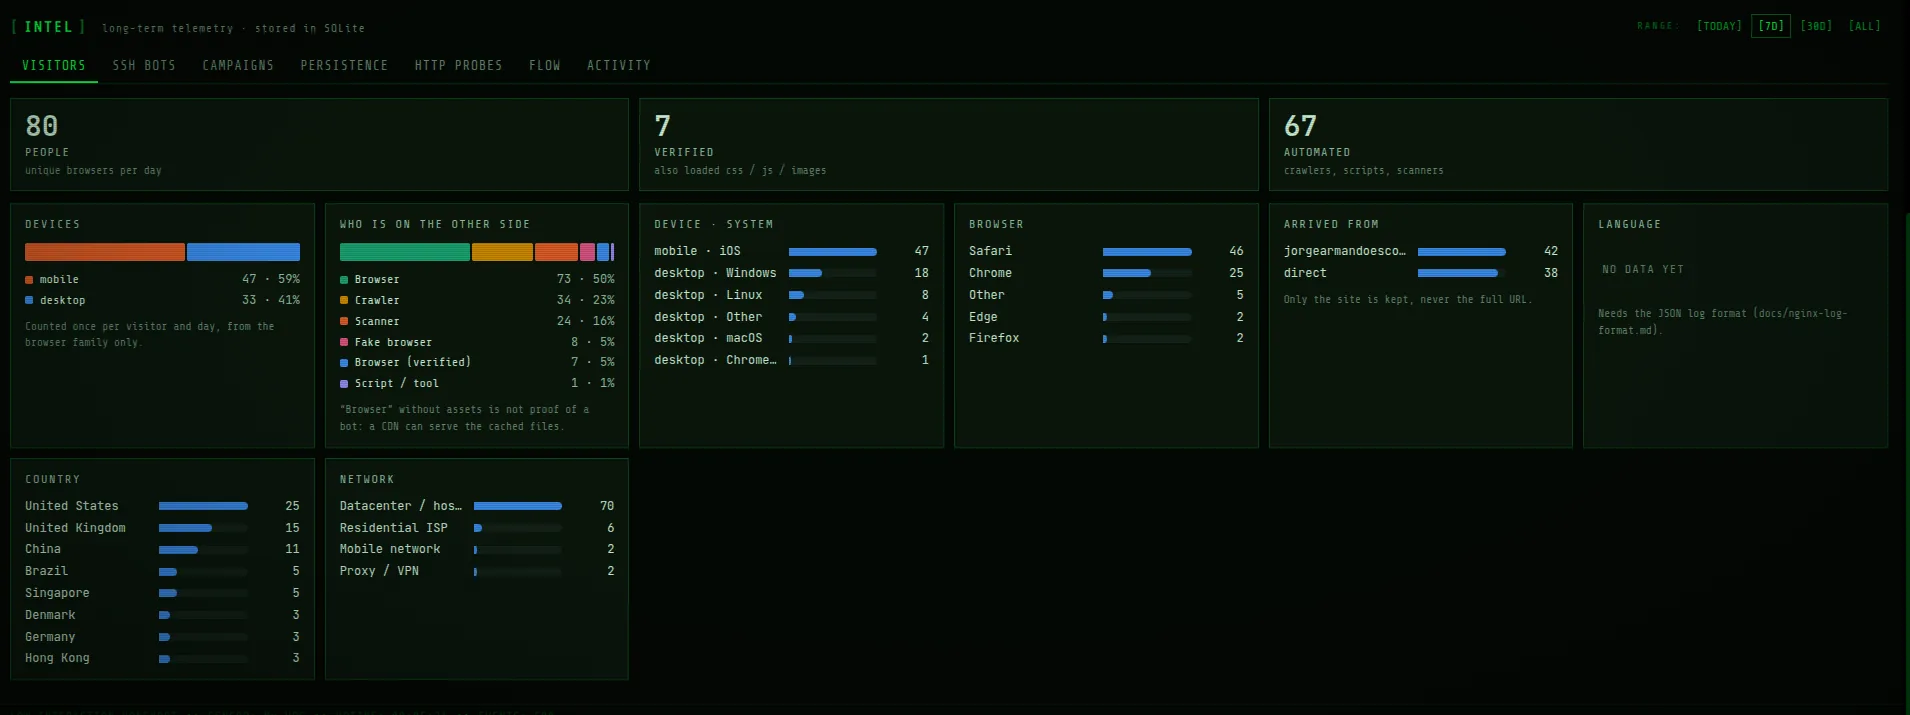 [ INTEL ] long-term telemetry · stored in SQLite
RANGE: [TODAY] [7D] [30D] [ALL]
VISITORS SSH BOTS CAMPAIGNS PERSISTENCE HTTP PROBES FLOW ACTIVITY
80
PEOPLE
unique browsers per day
7
VERIFIED
also loaded css / js / images
67
AUTOMATED
crawlers, scripts, scanners
DEVICES
mobile 47 · 59%
desktop 33 · 41%
Counted once per visitor and day, from the
browser family only.
WHO IS ON THE OTHER SIDE
Browser 73 · 50%
Crawler 34 · 23%
Scanner 24 · 16%
Fake browser 8 · 5%
Browser (verified) 7 · 5%
Script / tool 1 · 1%
"Browser" without assets is not proof of a
bot: a CDN can serve the cached files.
DEVICE · SYSTEM
mobile · iOS 47
desktop · Windows 18
desktop · Linux 8
desktop · Other 4
desktop · macOS 2
desktop · Chrome… 1
BROWSER
Safari 46
Chrome 25
Other 5
Edge 2
Firefox 2
ARRIVED FROM
jorgearmandoesco… 42
direct 38
Only the site is kept, never the full URL.
LANGUAGE
NO DATA YET
Needs the JSON log format (docs/nginx-log-
format.md).
COUNTRY
United States 25
United Kingdom 15
China 11
Brazil 5
Singapore 5
Denmark 3
Germany 3
Hong Kong 3
NETWORK
Datacenter / hos… 70
Residential ISP 6
Mobile network 2
Proxy / VPN 2